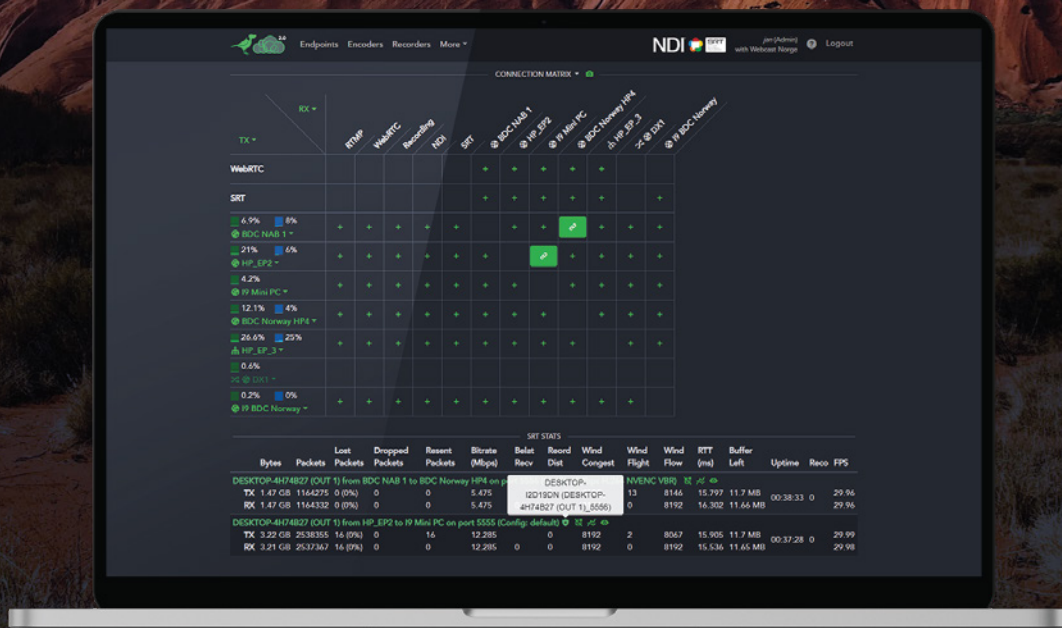 2.0
Endpoints Encoders Recorders More
NDI SRT
jan (Admin)
with Webcast Norge
? Logout
CONNECTION MATRIX
RX
TX
RTMP
WebRTC
Recording
NDI
SRT
BDC NAB 1
HP_EP2
I9 Mini PC
BDC Norway HP4
HP_EP_3
DX1
I9 BDC Norway
WebRTC + + + + +
SRT + + + + +
6.9% 8%
BDC NAB 1 + + + + + + + + + +
21% 6%
HP_EP2 + + + + + + + + + +
4.2%
I9 Mini PC + + + + + + + + + + +
12.1% 4%
BDC Norway HP4 + + + + + + + + + + +
26.6% 25%
HP_EP_3 + + + + + + + + + + +
0.6%
DX1
0.2% 0%
I9 BDC Norway + + + + + + + + + + +
SRT STATS
Bytes Packets Lost Packets Dropped Packets Resent Packets Bitrate (Mbps) Belat Recv Reord Dist Wind Congest Wind Flight Wind Flow RTT (ms) Buffer Left Uptime Reco FPS
DESKTOP-4H74B27 (OUT 1) from BDC NAB 1 to BDC Norway HP4 on NVENC VBR)
TX 1.47 GB 1164275 0 (0%) 0 0 5.475 13 8146 15.797 11.7 MB 00:38:33 0 29.96
RX 1.47 GB 1164332 0 (0%) 0 0 5.475 0 8192 16.302 11.66 MB 29.96
DESKTOP-
I2D19DN (DESKTOP-
4H74B27 (OUT 1)_5556)
DESKTOP-4H74B27 (OUT 1) from HP_EP2 to I9 Mini PC on port 5555 (Config: default)
TX 3.22 GB 2538355 16 (0%) 0 16 12.285 0 8192 2 8067 15.905 11.7 MB 00:37:28 0 29.99
RX 3.21 GB 2537367 16 (0%) 0 12.285 0 0 8192 0 8192 15.536 11.65 MB 29.98